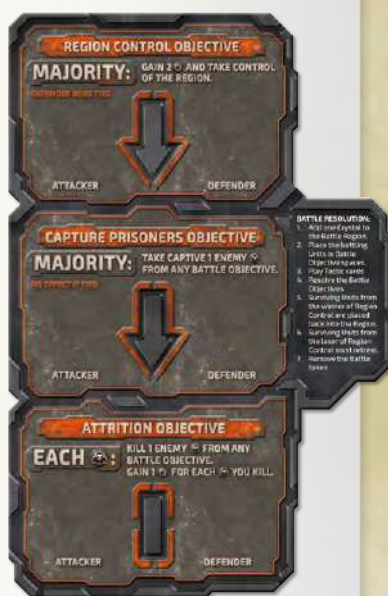 REGION CONTROL OBJECTIVE
MAJORITY: GAIN 2 AND TAKE CONTROL
OF THE REGION.
ATTACKER DEFENDER
CAPTURE PRISONERS OBJECTIVE
MAJORITY: TAKE CAPTIVE 1 ENEMY
FROM ANY BATTLE OBJECTIVE.
NO EFFECT IF TIED
ATTACKER DEFENDER
ATTRITION OBJECTIVE
EACH : KILL 1 ENEMY FROM ANY
BATTLE OBJECTIVE.
GAIN 1 FOR EACH YOU KILL.
ATTACKER DEFENDER
BATTLE RESOLUTION:
1. Add one Crystal to
the Battle Region.
2. Place the battling
Units in Battle
Objective spaces.
3. Play Tactic cards
4. Resolve the Battle
Objectives.
5. Surviving Units from
the winner of Region
Control are placed
back into the Region.
6. Surviving Units from
the loser of Region
Control must retreat.
7. Remove the Battle
token